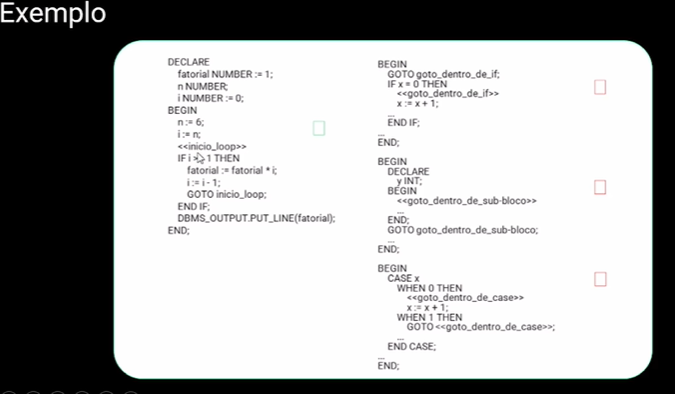 Exemplo
DECLARE
fatorial NUMBER := 1;
n NUMBER;
i NUMBER := 0;
BEGIN
n := 6;
i := n;
<<inicio_loop>>
IF i > 1 THEN
fatorial := fatorial * i;
i := i - 1;
GOTO inicio_loop;
END IF;
DBMS_OUTPUT.PUT_LINE(fatorial);
END;
BEGIN
GOTO goto_dentro_de_if;
IF x = 0 THEN
<<goto_dentro_de_if>>
x := x + 1;
...
END IF;
...
END;
BEGIN
DECLARE
y INT;
BEGIN
<<goto_dentro_de_sub-bloco>>
...
END;
GOTO goto_dentro_de_sub-bloco;
...
END;
BEGIN
CASE x
WHEN 0 THEN
<<goto_dentro_de_case>>
x := x + 1;
WHEN 1 THEN
GOTO <<goto_dentro_de_case>>;
...
END CASE;
...
END;